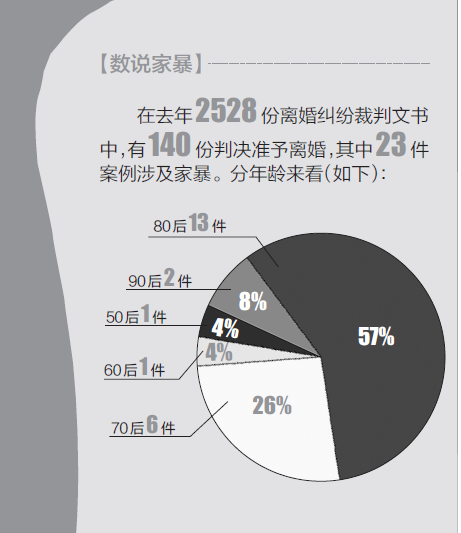 【数说家暴】
在去年2528份离婚纠纷裁判文书
中,有140份判决准予离婚,其中23件
案例涉及家暴。分年龄来看(如下):
80后13件
90后2件
8%
57%
50后1件
4%
4%
60后1件
26%
70后6件